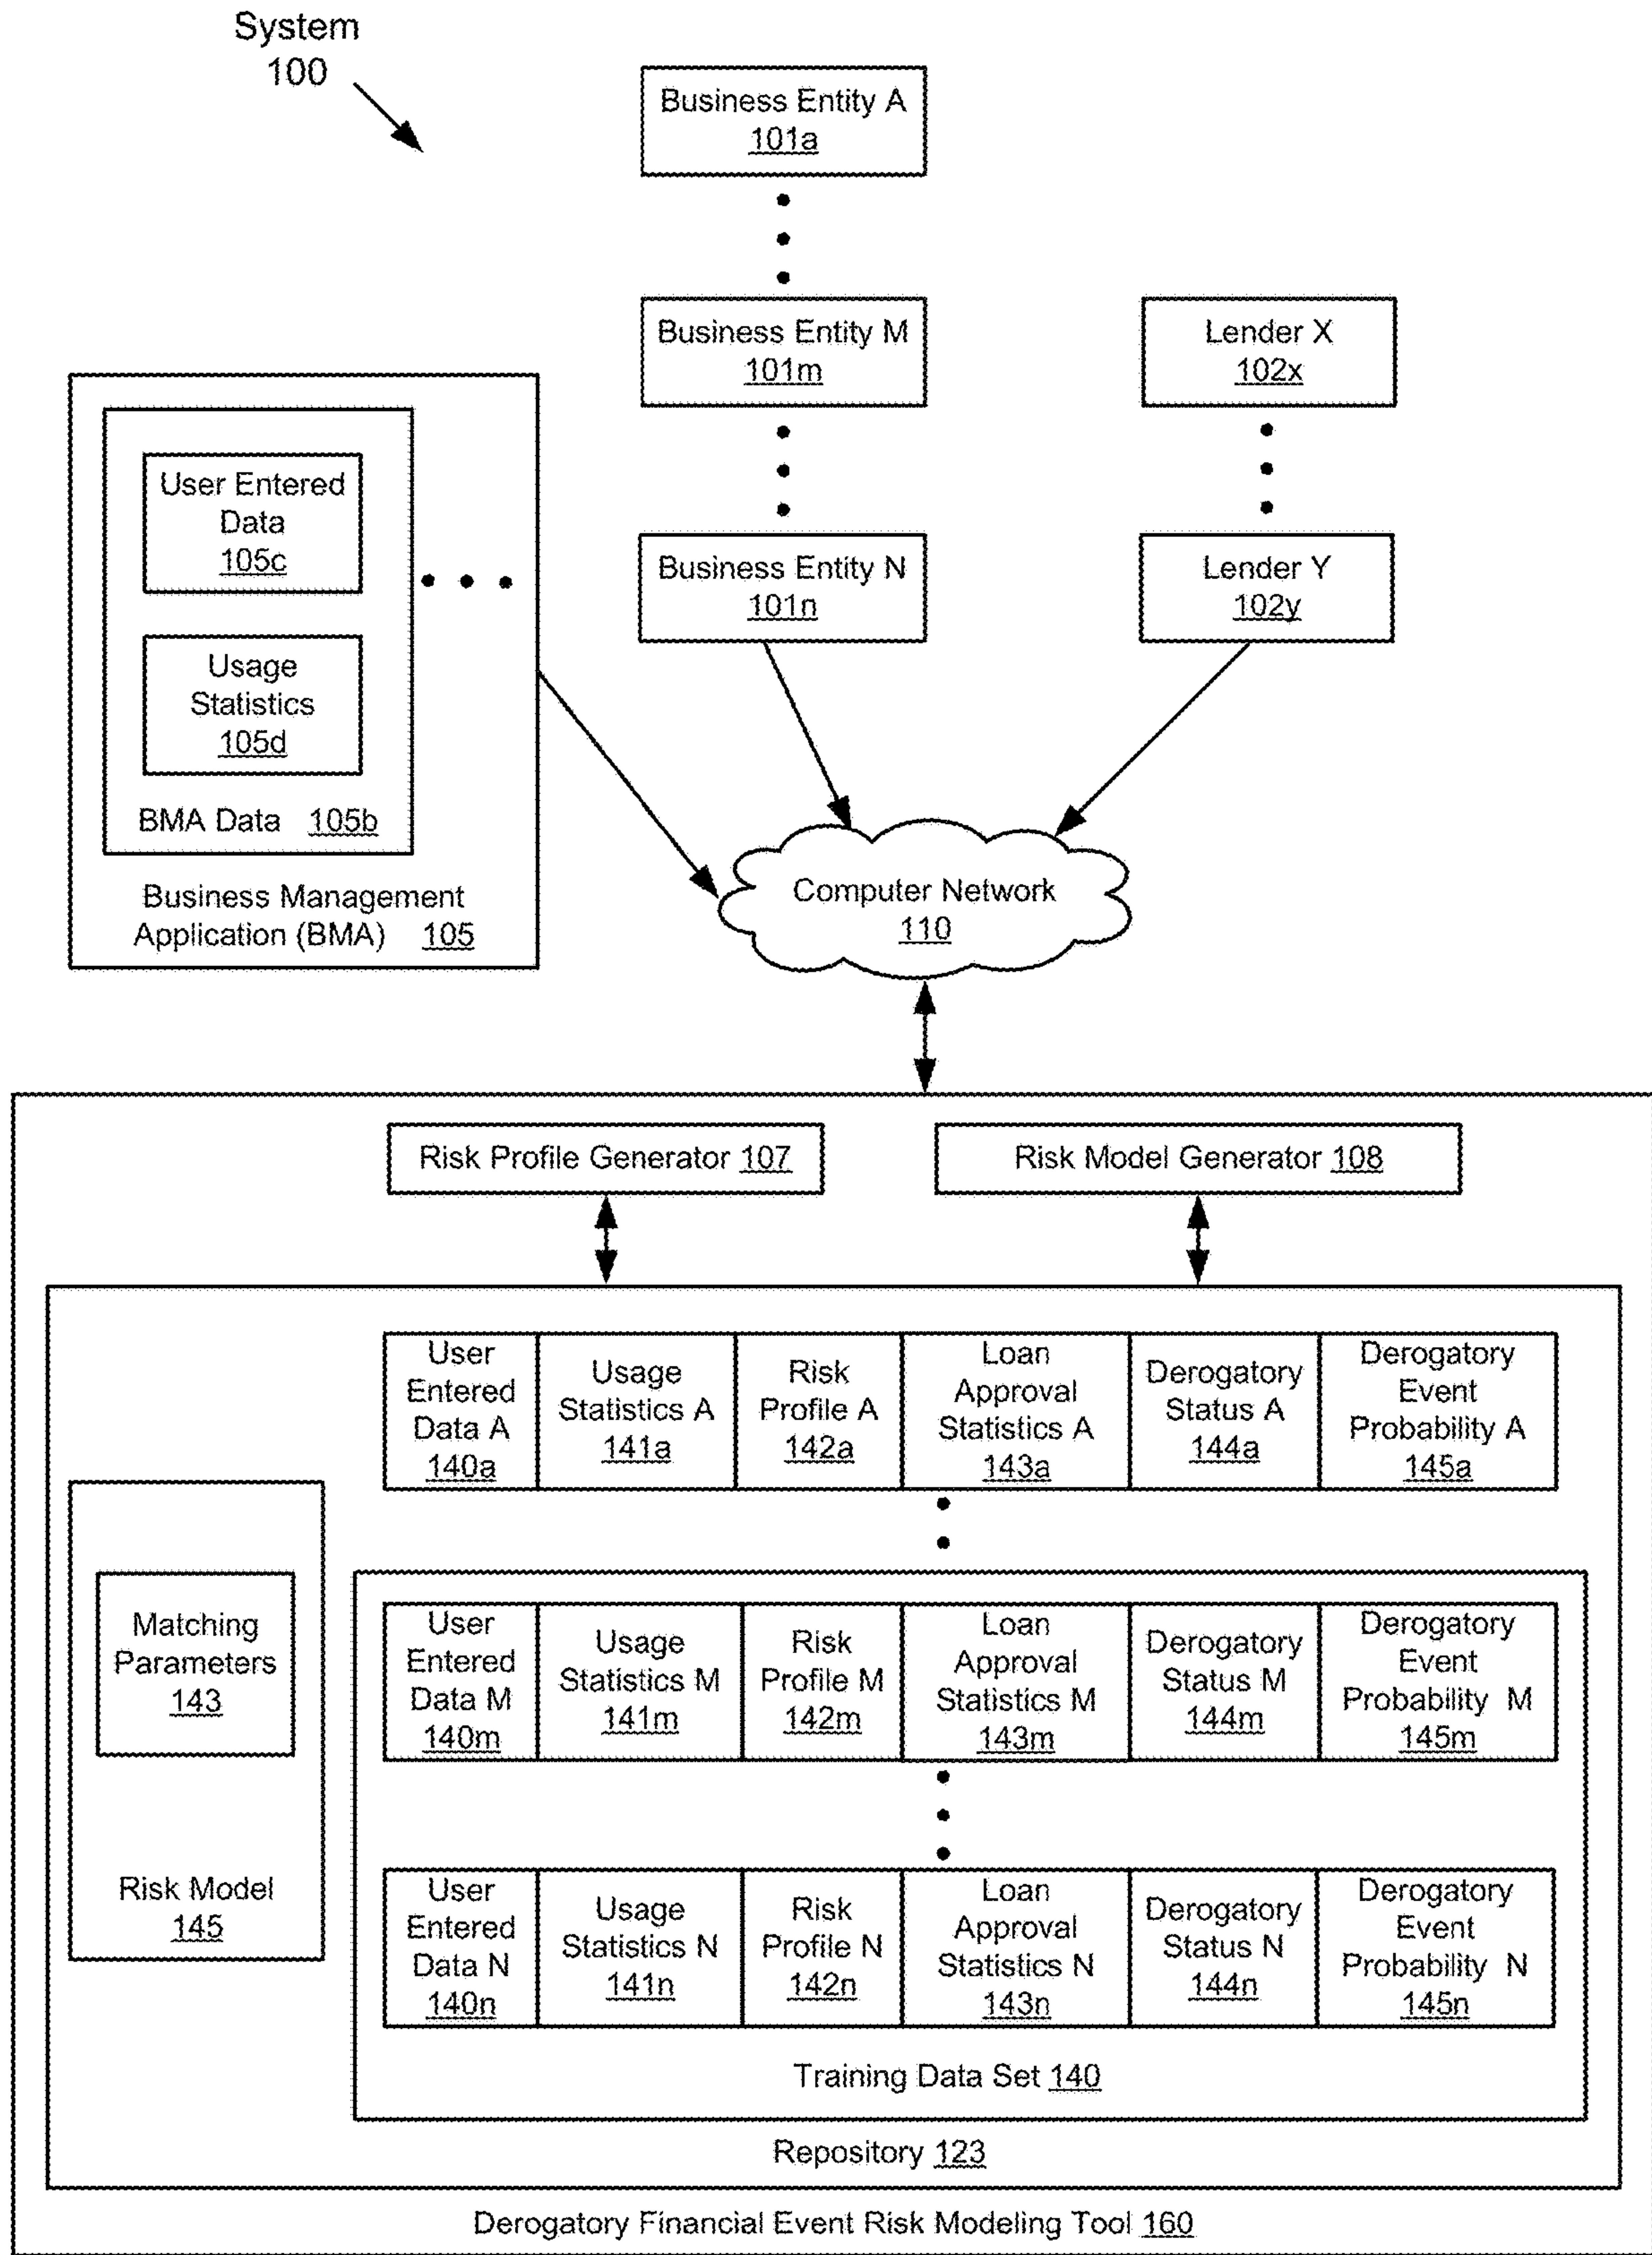 System
100
Business Entity A
101a
Business Entity M
101m
Lender X
102x
User Entered
Data
105c
Business Entity N
101n
Lender Y
102y
Usage
Statistics
105d
BMA Data 105b
Business Management
Application (BMA) 105
Computer Network
110
Risk Profile Generator 107
Risk Model Generator 108
User
Entered
Data A
140a
Usage
Statistics A
141a
Risk
Profile A
142a
Loan
Approval
Statistics A
143a
Derogatory
Status A
144a
Derogatory
Event
Probability A
145a
Matching
Parameters
143
Risk Model
145
User
Entered
Data M
140m
Usage
Statistics M
141m
Risk
Profile M
142m
Loan
Approval
Statistics M
143m
Derogatory
Status M
144m
Derogatory
Event
Probability M
145m
User
Entered
Data N
140n
Usage
Statistics N
141n
Risk
Profile N
142n
Loan
Approval
Statistics N
143n
Derogatory
Status N
144n
Derogatory
Event
Probability N
145n
Training Data Set 140
Repository 123
Derogatory Financial Event Risk Modeling Tool 160